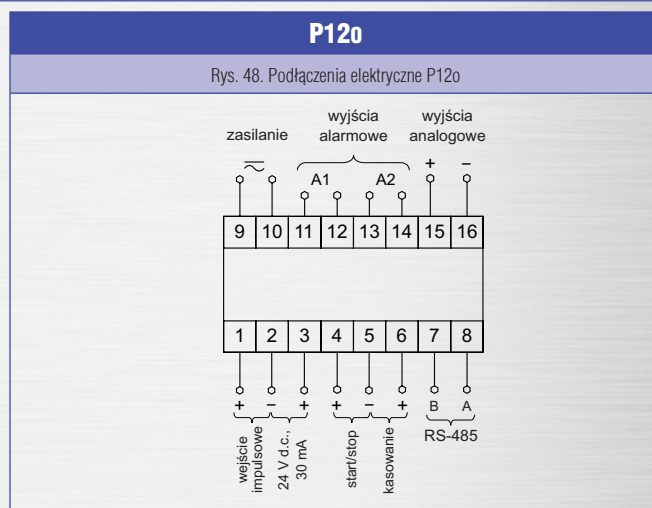 P12o
Rys. 48. Podłączenia elektryczne P12o
zasilanie
wyjścia
alarmowe
wyjścia
analogowe
A1 A2 + −
9 10 11 12 13 14 15 16
1 2 3 4 5 6 7 8
+ − + + − + B A
wejście
impulsowe
24 V d.c.,
30 mA
start/stop
kasowanie
RS-485